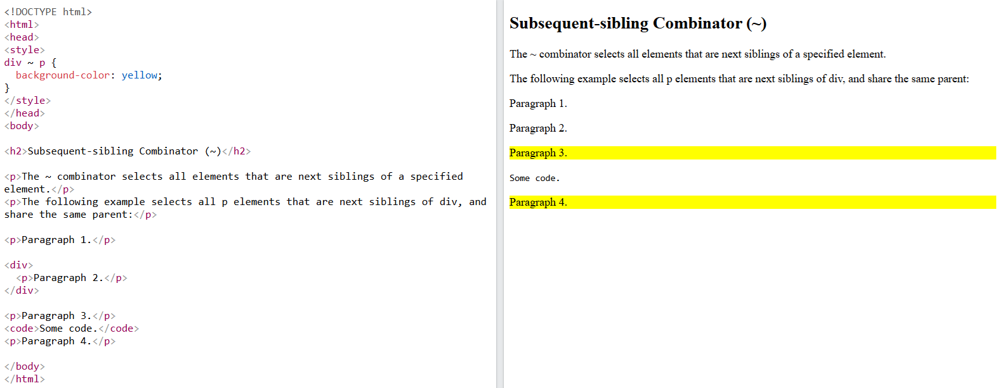 <!DOCTYPE html>
<html>
<head>
<style>
div ~ p {
  background-color: yellow;
}
</style>
</head>
<body>
<h2>Subsequent-sibling Combinator (~)</h2>
<p>The ~ combinator selects all elements that are next siblings of a specified
element.</p>
<p>The following example selects all p elements that are next siblings of div, and
share the same parent:</p>
<p>Paragraph 1.</p>
<div>
  <p>Paragraph 2.</p>
</div>
<p>Paragraph 3.</p>
<code>Some code.</code>
<p>Paragraph 4.</p>
</body>
</html>
Subsequent-sibling Combinator (~)
The ~ combinator selects all elements that are next siblings of a specified element.
The following example selects all p elements that are next siblings of div, and share the same parent:
Paragraph 1.
Paragraph 2.
Paragraph 3.
Some code.
Paragraph 4.